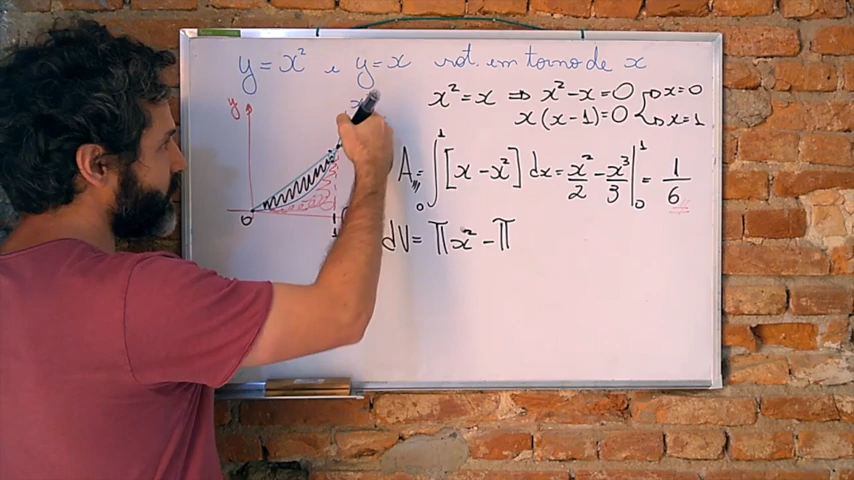 y = x² e y = x rot. em torno de x
x² = x ⇒ x² - x = 0 → x = 0
x(x - 1) = 0 → x = 1
y
A = ∫₀¹ [x - x²] dx = x²/2 - x³/3 |₀¹ = 1/6
0 1
dV = πx² - π